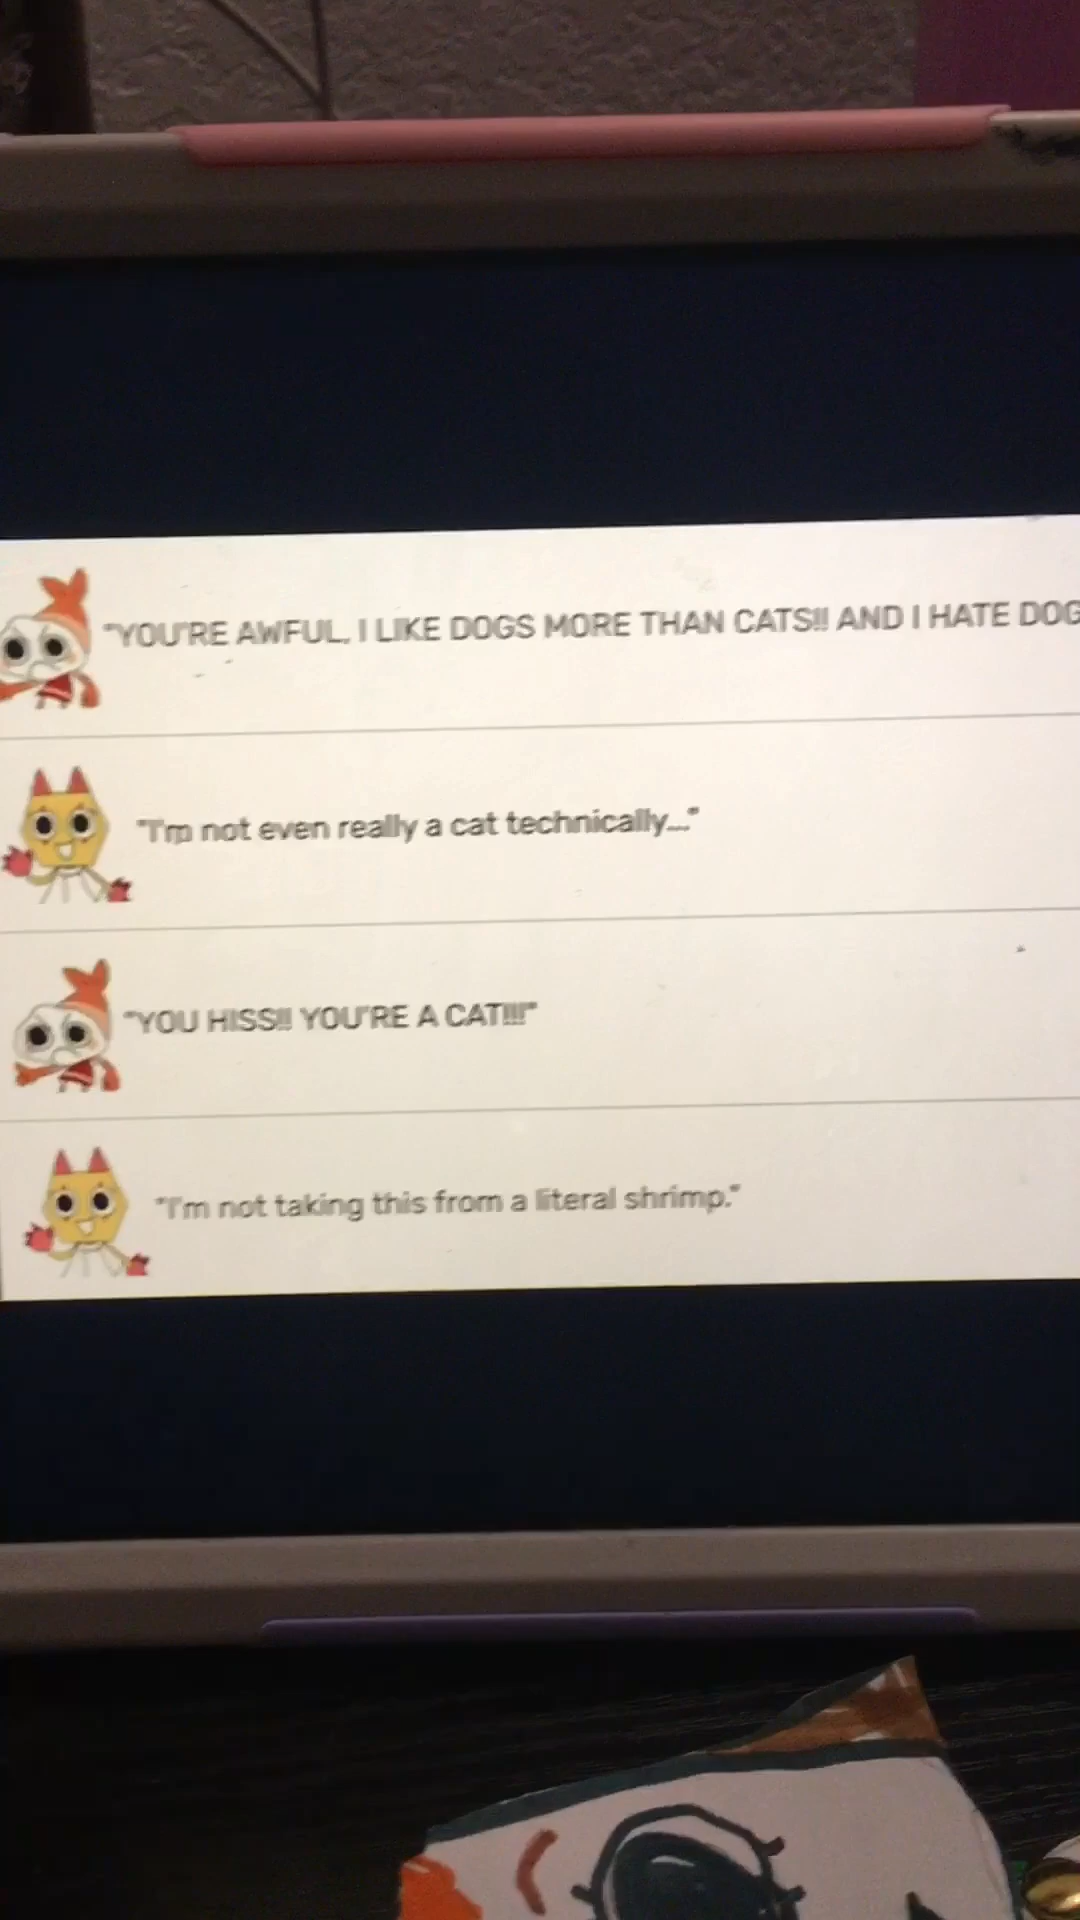 "YOU'RE AWFUL, I LIKE DOGS MORE THAN CATS!! AND I HATE DOG
"I'm not even really a cat technically..."
"YOU HISS!! YOU'RE A CAT!!!"
"I'm not taking this from a literal shrimp."